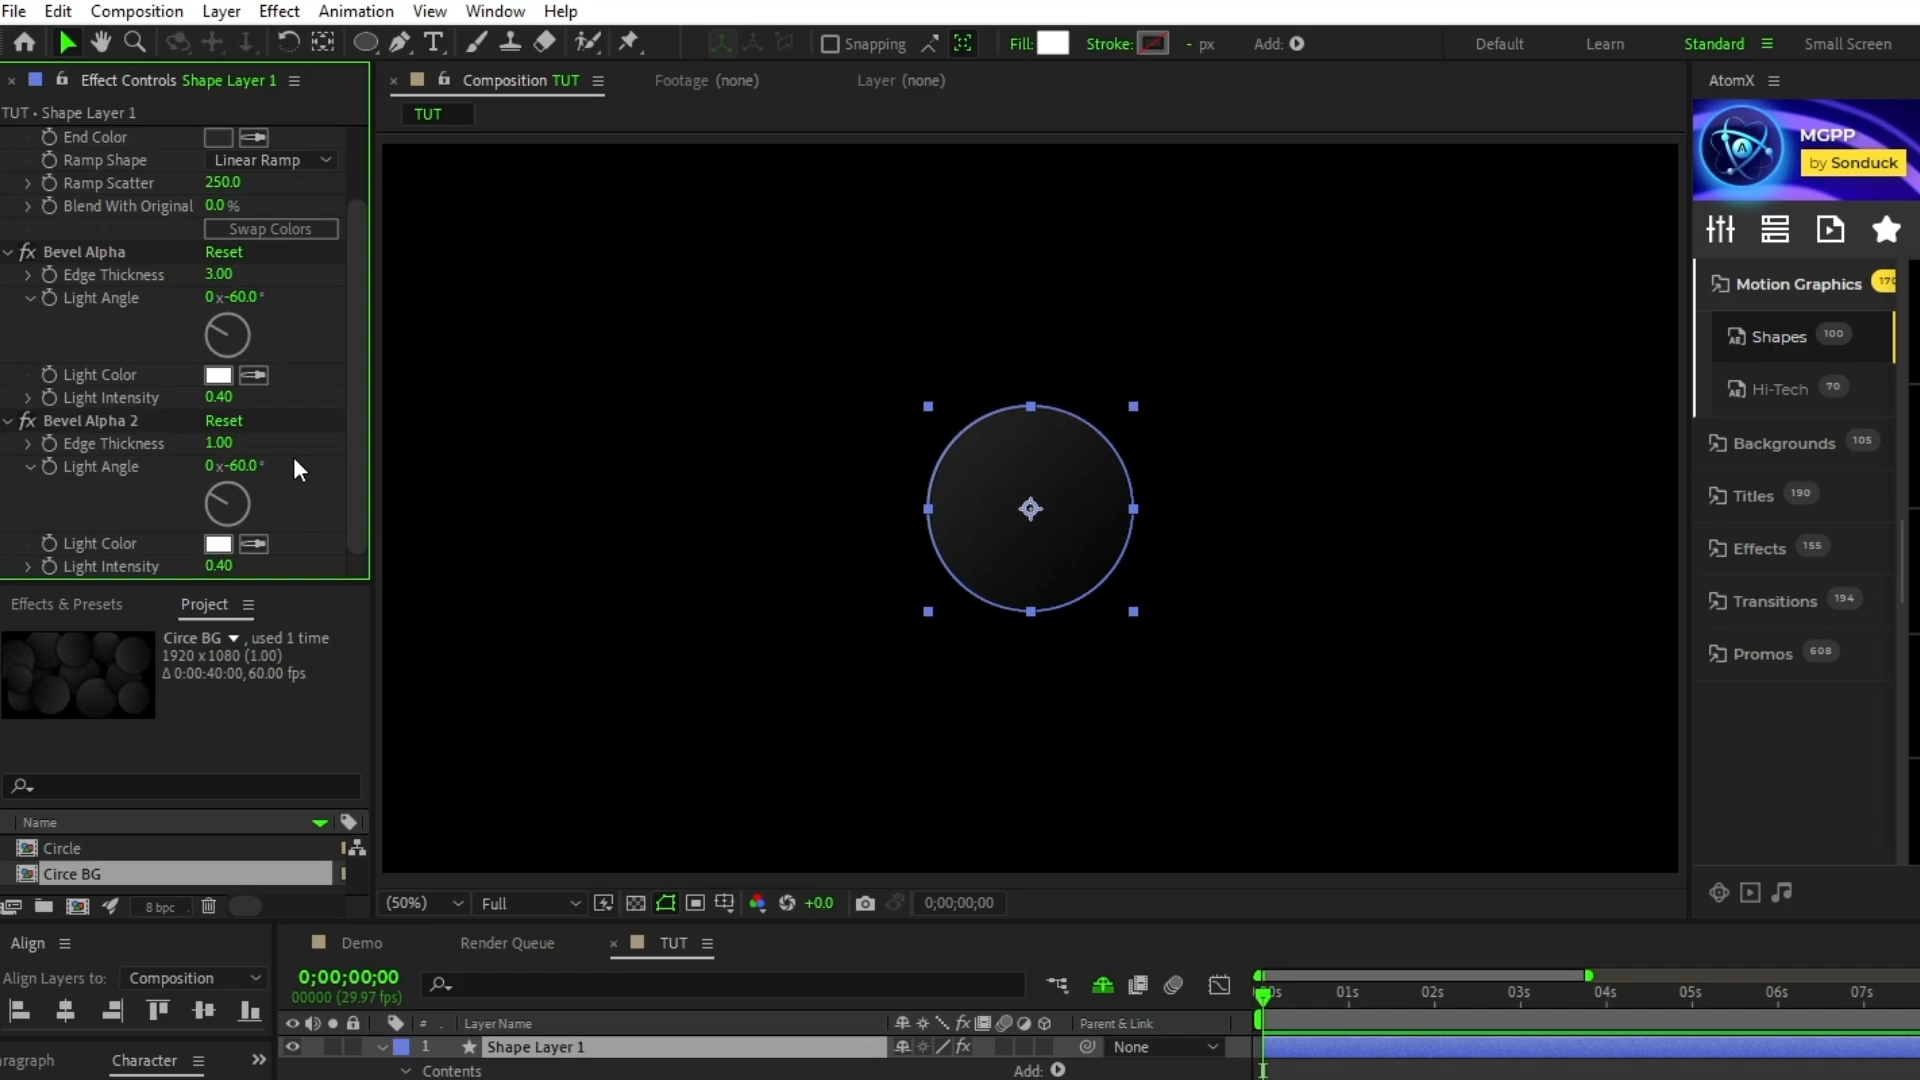 File Edit Composition Layer Effect Animation View Window Help
Snapping Fill: Stroke: - px Add: Default Learn Standard Small Screen
Effect Controls Shape Layer 1
Composition TUT
Footage (none)
Layer (none)
AtomX
TUT • Shape Layer 1
TUT
End Color
Ramp Shape Linear Ramp
Ramp Scatter 250.0
Blend With Original 0.0 %
Swap Colors
fx Bevel Alpha Reset
Edge Thickness 3.00
Light Angle 0 x-60.0 °
Light Color
Light Intensity 0.40
fx Bevel Alpha 2 Reset
Edge Thickness 1.00
Light Angle 0 x-60.0 °
Light Color
Light Intensity 0.40
MGPP
by Sonduck
Motion Graphics
Shapes 100
Hi-Tech 70
Backgrounds 105
Titles 190
Effects 155
Transitions 194
Promos 608
Effects & Presets Project
Circe BG , used 1 time
1920 x 1080 (1.00)
Δ 0:00:40:00, 60.00 fps
Name
Circle
Circe BG
8 bpc
(50%) Full +0.0 0;00;00;00
Align
Demo Render Queue TUT
Align Layers to: Composition
0;00;00;00
00000 (29.97 fps)
01s 02s 03s 04s 05s 06s 07s
# Layer Name fx Parent & Link
1 Shape Layer 1 fx None
Character
Contents Add: